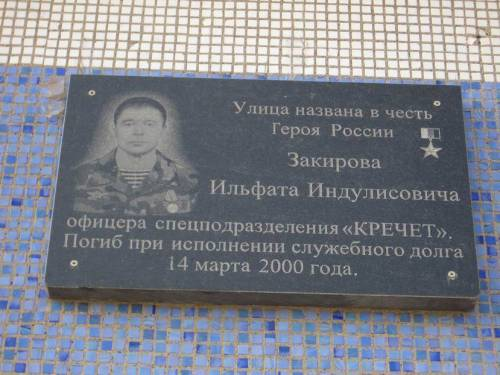 Улица названа в честь
Героя России
Закирова
Ильфата Индулисовича
офицера спецподразделения «КРЕЧЕТ».
Погиб при исполнении служебного долга
14 марта 2000 года.